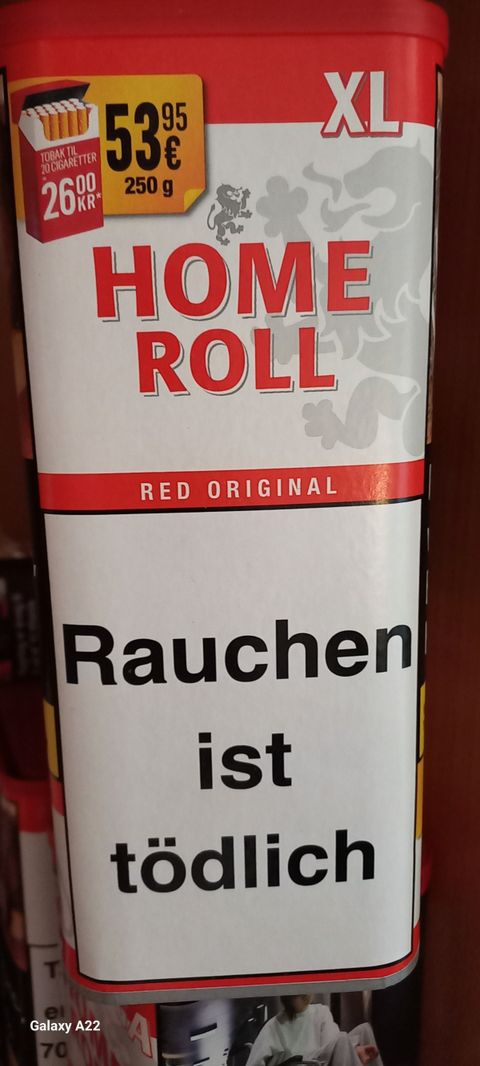 XL
TOBAK TIL
20 CIGARETTER
26 00 KR*
53 95 €
250 g
HOME
ROLL
RED ORIGINAL
Rauchen
ist
tödlich
70
Galaxy A22